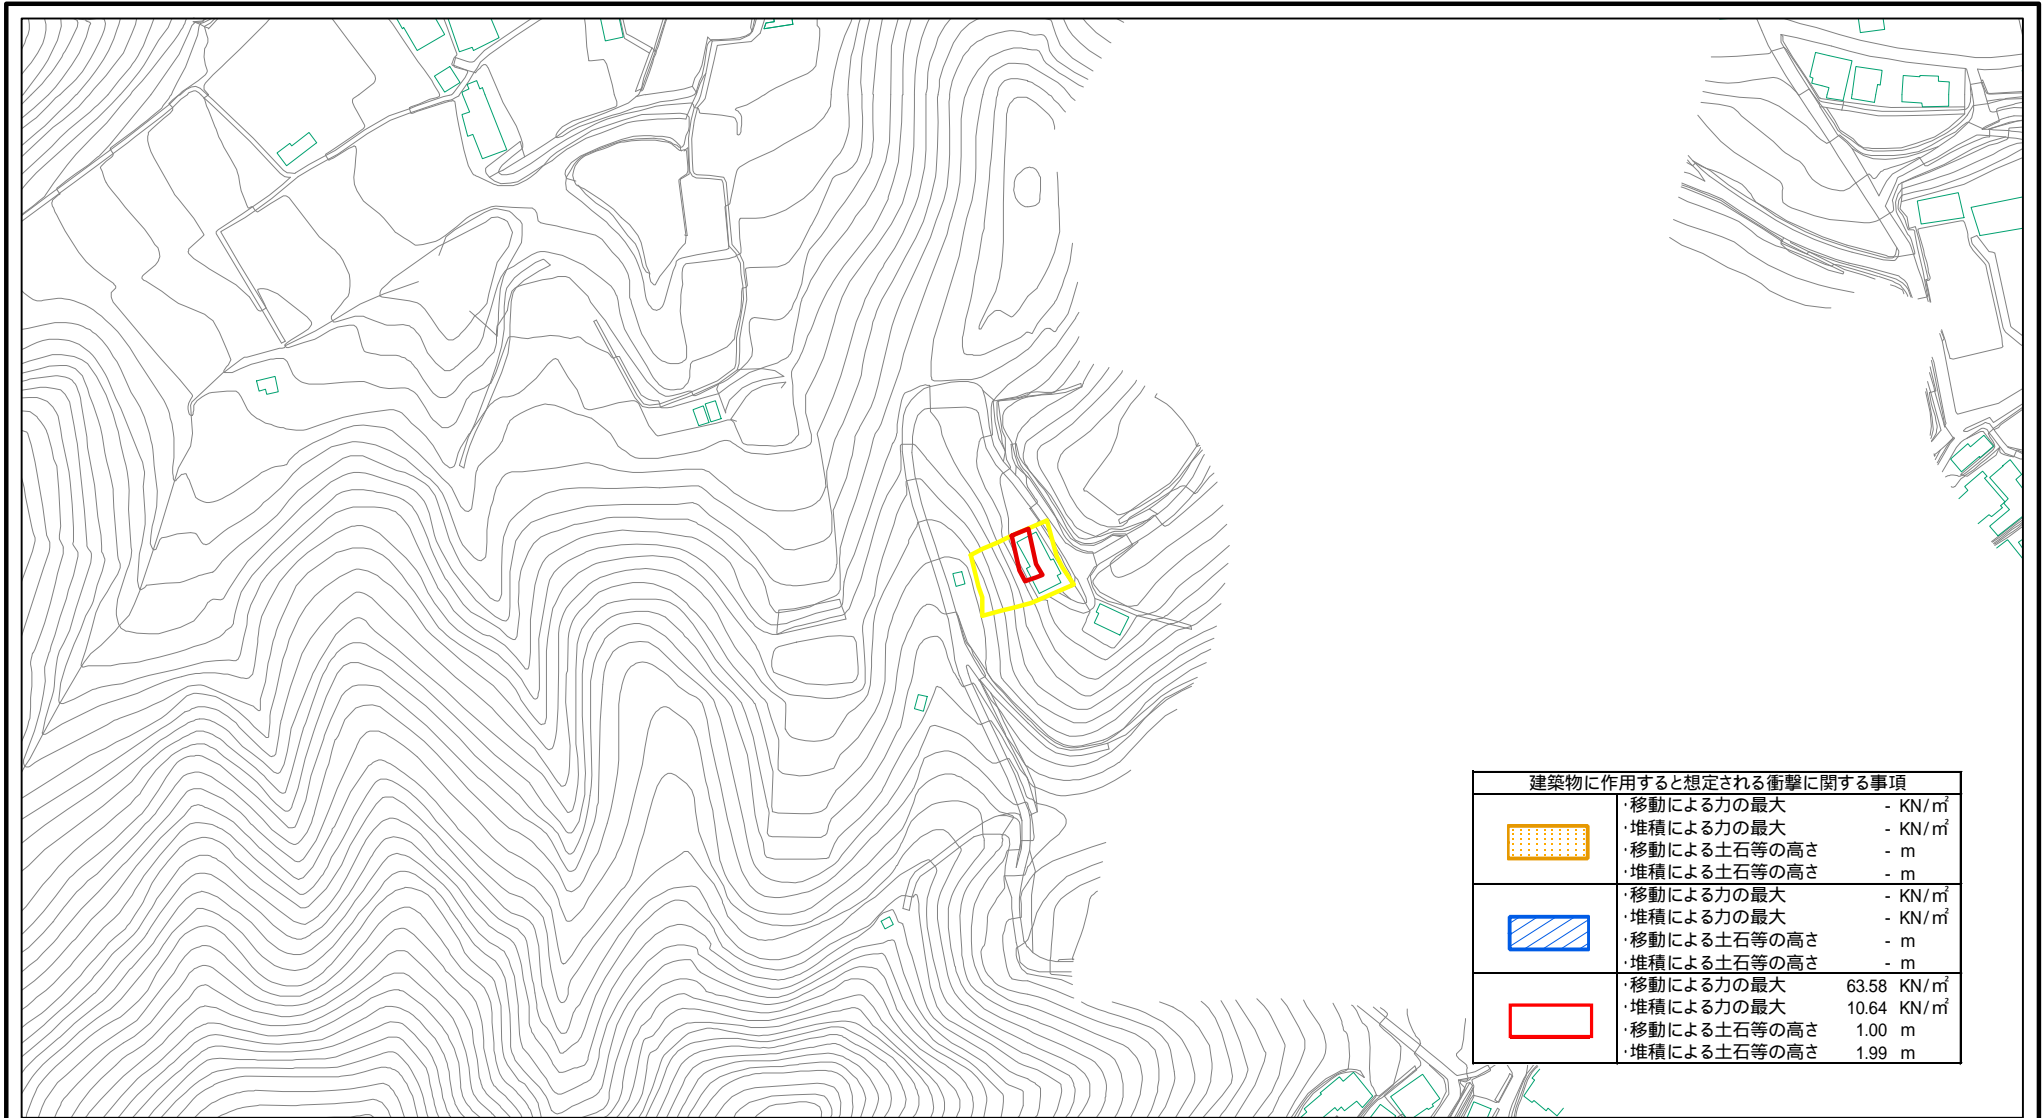 建築物に作用すると想定される衝撃に関する事項
・移動による力の最大 - KN/㎡
・堆積による力の最大 - KN/㎡
・移動による土石等の高さ - m
・堆積による土石等の高さ - m
・移動による力の最大 - KN/㎡
・堆積による力の最大 - KN/㎡
・移動による土石等の高さ - m
・堆積による土石等の高さ - m
・移動による力の最大 63.58 KN/㎡
・堆積による力の最大 10.64 KN/㎡
・移動による土石等の高さ 1.00 m
・堆積による土石等の高さ 1.99 m